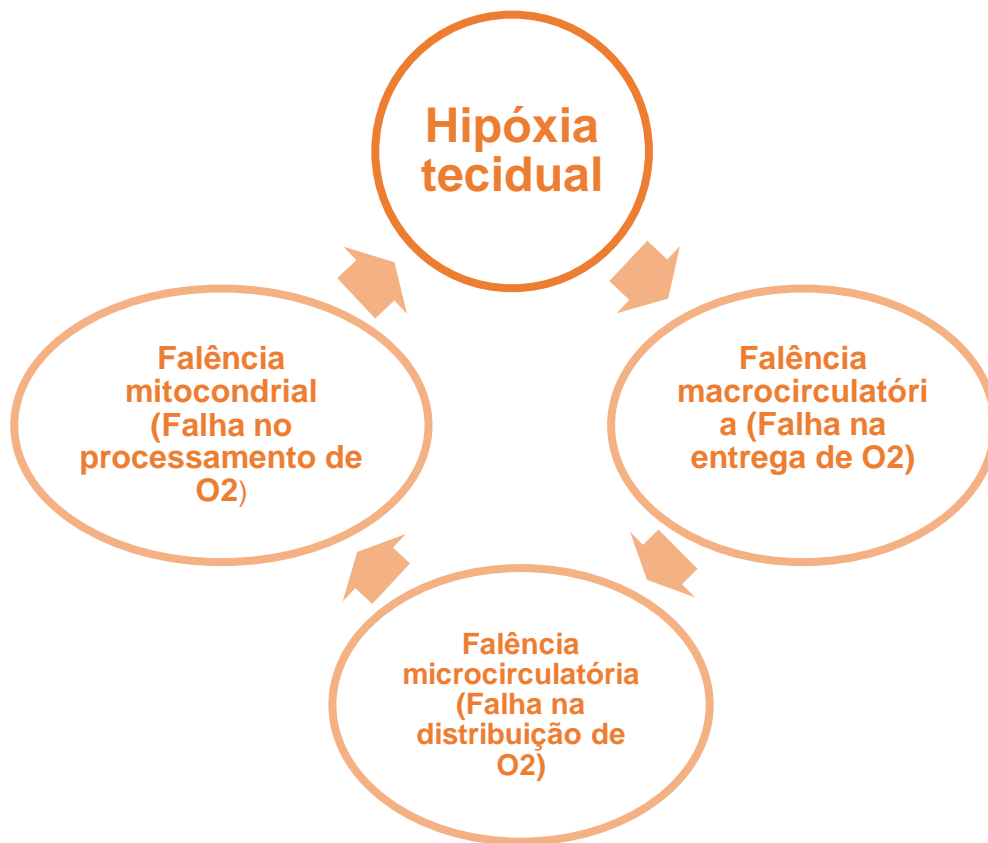 Hipóxia
tecidual
Falência
mitocondrial
(Falha no
processamento de
O2)
Falência
macrocirculatóri
a (Falha na
entrega de O2)
Falência
microcirculatória
(Falha na
distribuição de
O2)